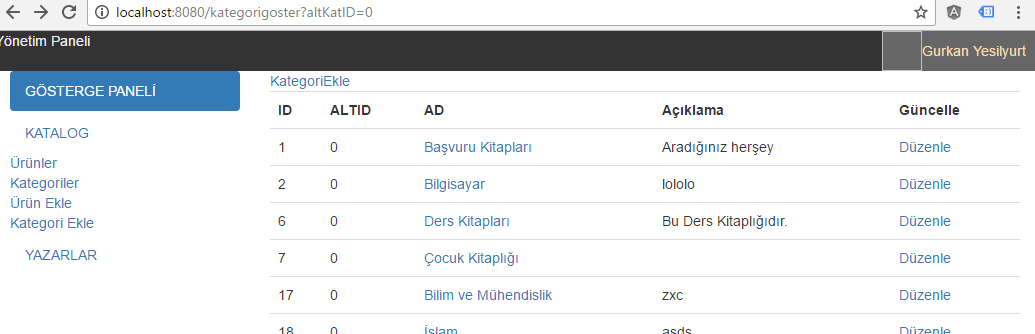 localhost:8080/kategorigoster?altKatID=0
Yönetim Paneli
Gurkan Yesilyurt
GÖSTERGE PANELİ
KATALOG
Ürünler
Kategoriler
Ürün Ekle
Kategori Ekle
YAZARLAR
KategoriEkle
ID ALTID AD Açıklama Güncelle
1 0 Başvuru Kitapları Aradığınız herşey Düzenle
2 0 Bilgisayar lololo Düzenle
6 0 Ders Kitapları Bu Ders Kitaplığıdır. Düzenle
7 0 Çocuk Kitaplığı Düzenle
17 0 Bilim ve Mühendislik zxc Düzenle
18 0 İslam asds Düzenle